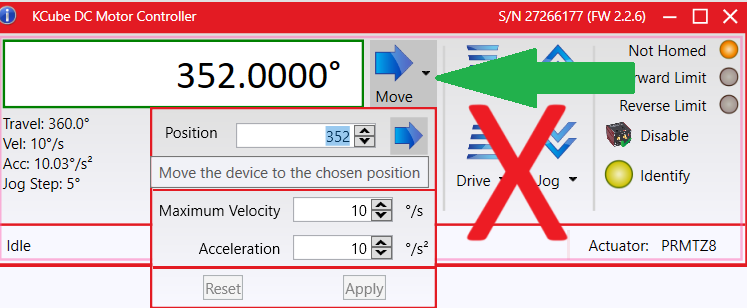 KCube DC Motor Controller
S/N 27266177 (FW 2.2.6)
352.0000°
Move
Not Homed
rward Limit
Reverse Limit
Disable
Identify
Travel: 360.0°
Vel: 10°/s
Acc: 10.03°/s²
Jog Step: 5°
Position 352
Move the device to the chosen position
Maximum Velocity 10 °/s
Acceleration 10 °/s²
Reset Apply
Drive Jog
Idle
Actuator: PRMTZ8